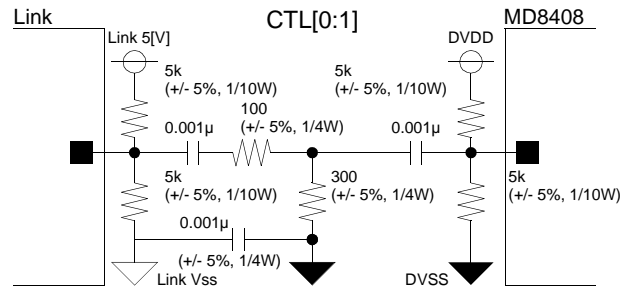 Link
CTL[0:1]
MD8408
Link 5[V]
DVDD
5k
(+/- 5%, 1/10W)
5k
(+/- 5%, 1/10W)
100
(+/- 5%, 1/4W)
0.001µ
0.001µ
5k
(+/- 5%, 1/10W)
300
(+/- 5%, 1/4W)
5k
(+/- 5%, 1/10W)
0.001µ
(+/- 5%, 1/4W)
Link Vss
DVSS